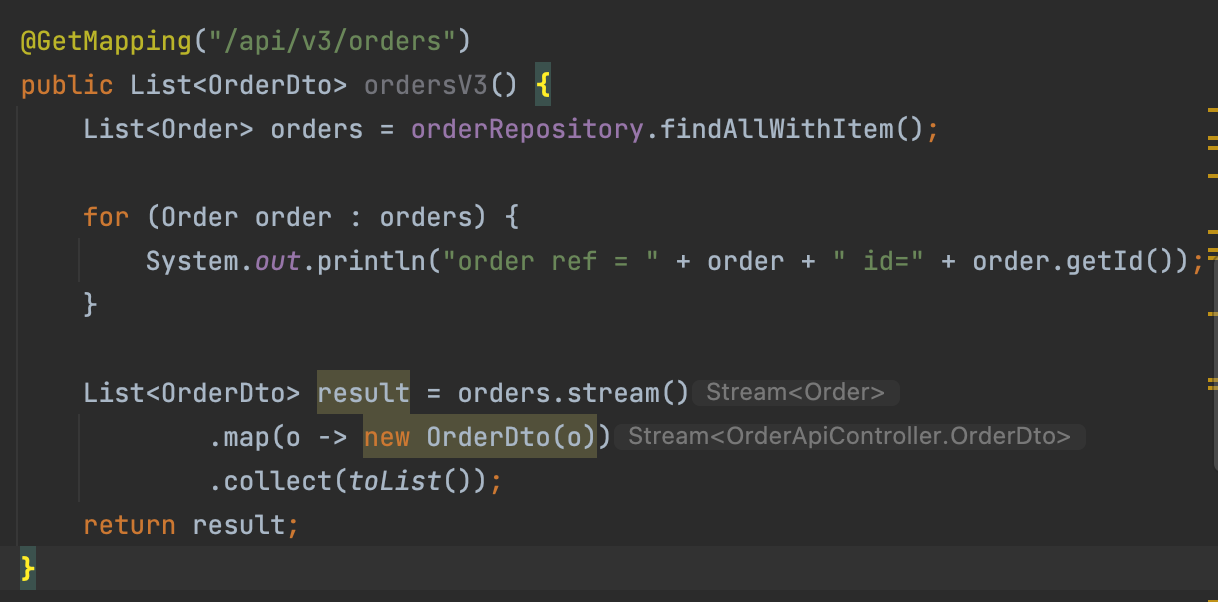 @GetMapping("/api/v3/orders")
public List<OrderDto> ordersV3() {
    List<Order> orders = orderRepository.findAllWithItem();
    for (Order order : orders) {
        System.out.println("order ref = " + order + " id=" + order.getId());
    }
    List<OrderDto> result = orders.stream() Stream<Order>
            .map(o -> new OrderDto(o)) Stream<OrderApiController.OrderDto>
            .collect(toList());
    return result;
}